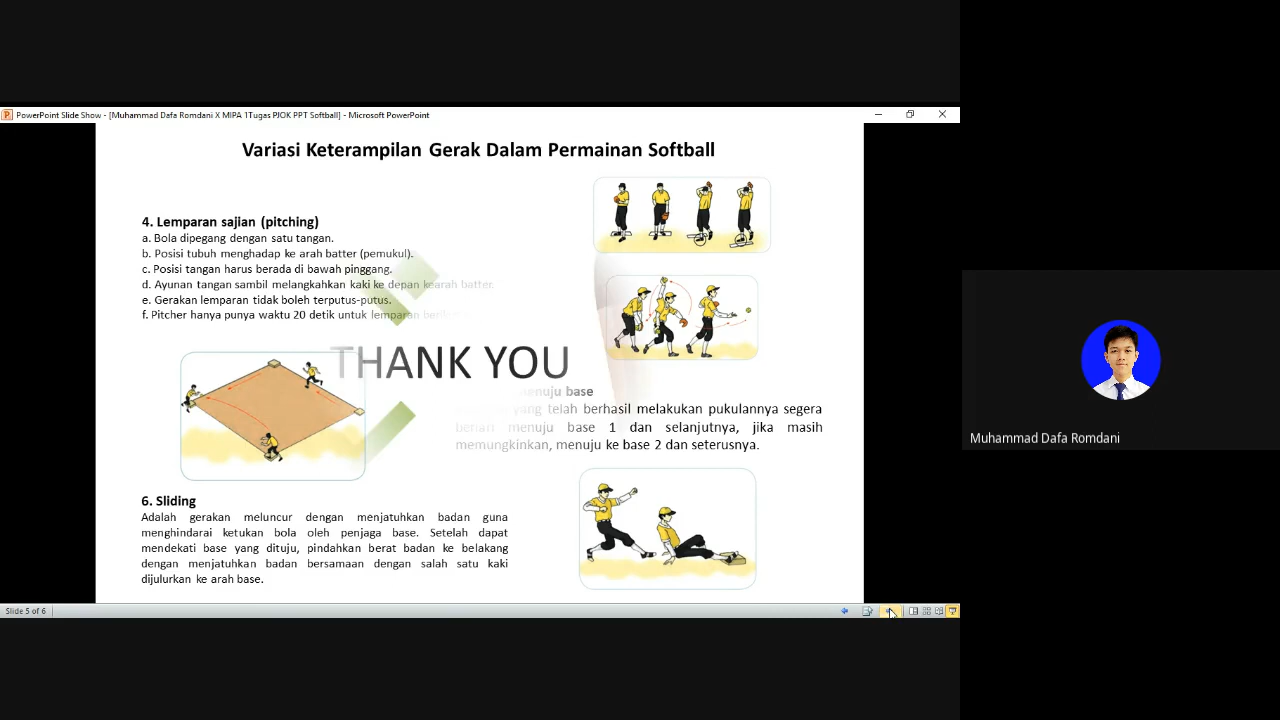 PowerPoint Slide Show - [Muhammad Dafa Romdani X MIPA 1Tugas PJOK PPT Softball] - Microsoft PowerPoint
Variasi Keterampilan Gerak Dalam Permainan Softball
4. Lemparan sajian (pitching)
a. Bola dipegang dengan satu tangan.
b. Posisi tubuh menghadap ke arah batter (pemukul).
c. Posisi tangan harus berada di bawah pinggang.
d. Ayunan tangan sambil melangkahkan kaki ke depan kearah batter.
e. Gerakan lemparan tidak boleh terputus-putus.
f. Pitcher hanya punya waktu 20 detik untuk lemparan
THANK YOU
menuju base
yang telah berhasil melakukan pukulannya segera
berlari menuju base 1 dan selanjutnya, jika masih
memungkinkan, menuju ke base 2 dan seterusnya.
6. Sliding
Adalah gerakan meluncur dengan menjatuhkan badan guna
menghindarai ketukan bola oleh penjaga base. Setelah dapat
mendekati base yang dituju, pindahkan berat badan ke belakang
dengan menjatuhkan badan bersamaan dengan salah satu kaki
dijulurkan ke arah base.
Muhammad Dafa Romdani
Slide 5 of 6